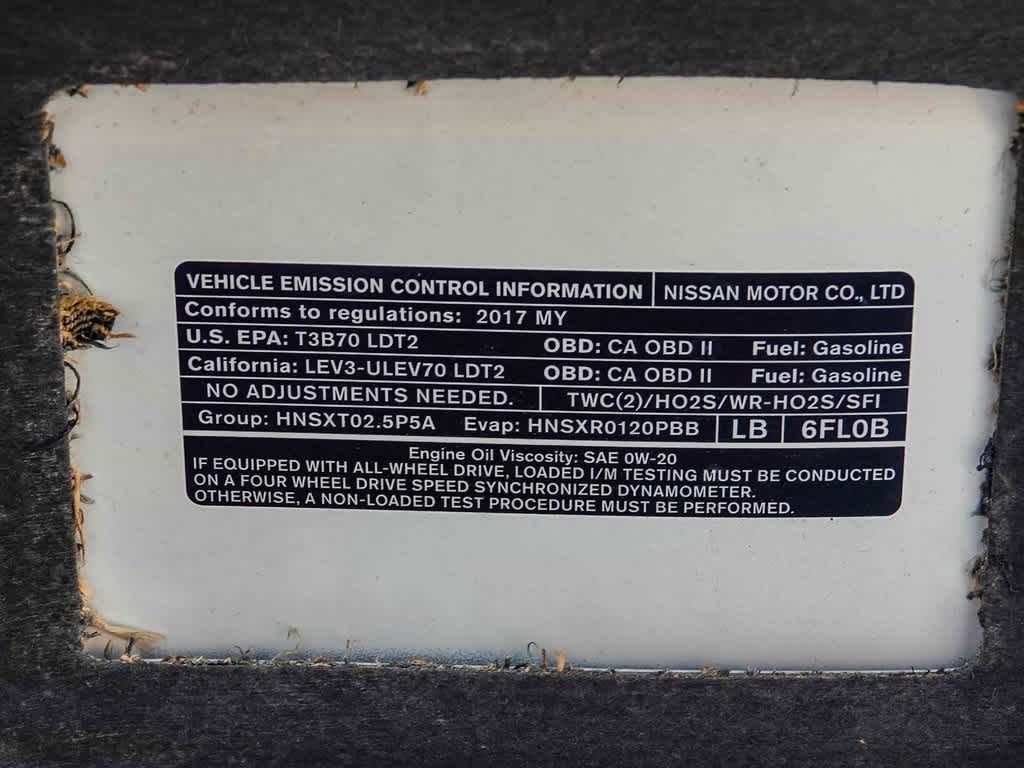 VEHICLE EMISSION CONTROL INFORMATION NISSAN MOTOR CO., LTD
Conforms to regulations: 2017 MY
U.S. EPA: T3B70 LDT2 OBD: CA OBD II Fuel: Gasoline
California: LEV3-ULEV70 LDT2 OBD: CA OBD II Fuel: Gasoline
NO ADJUSTMENTS NEEDED. TWC(2)/HO2S/WR-HO2S/SFI
Group: HNSXT02.5P5A Evap: HNSXR0120PBB LB 6FL0B
Engine Oil Viscosity: SAE 0W-20
IF EQUIPPED WITH ALL-WHEEL DRIVE, LOADED I/M TESTING MUST BE CONDUCTED
ON A FOUR WHEEL DRIVE SPEED SYNCHRONIZED DYNAMOMETER.
OTHERWISE, A NON-LOADED TEST PROCEDURE MUST BE PERFORMED.